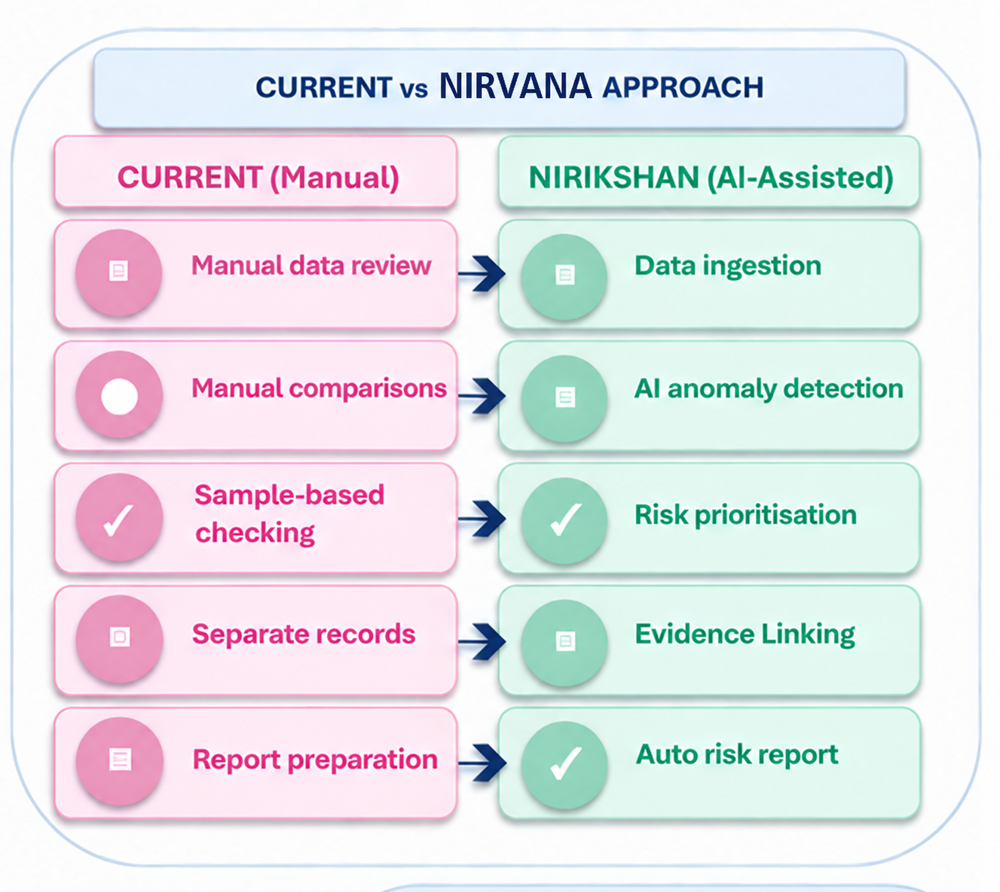 CURRENT vs NIRVANA APPROACH
CURRENT (Manual)
NIRIKSHAN (AI-Assisted)
Manual data review
Data ingestion
Manual comparisons
AI anomaly detection
Sample-based
checking
Risk prioritisation
Separate records
Evidence Linking
Report preparation
Auto risk report